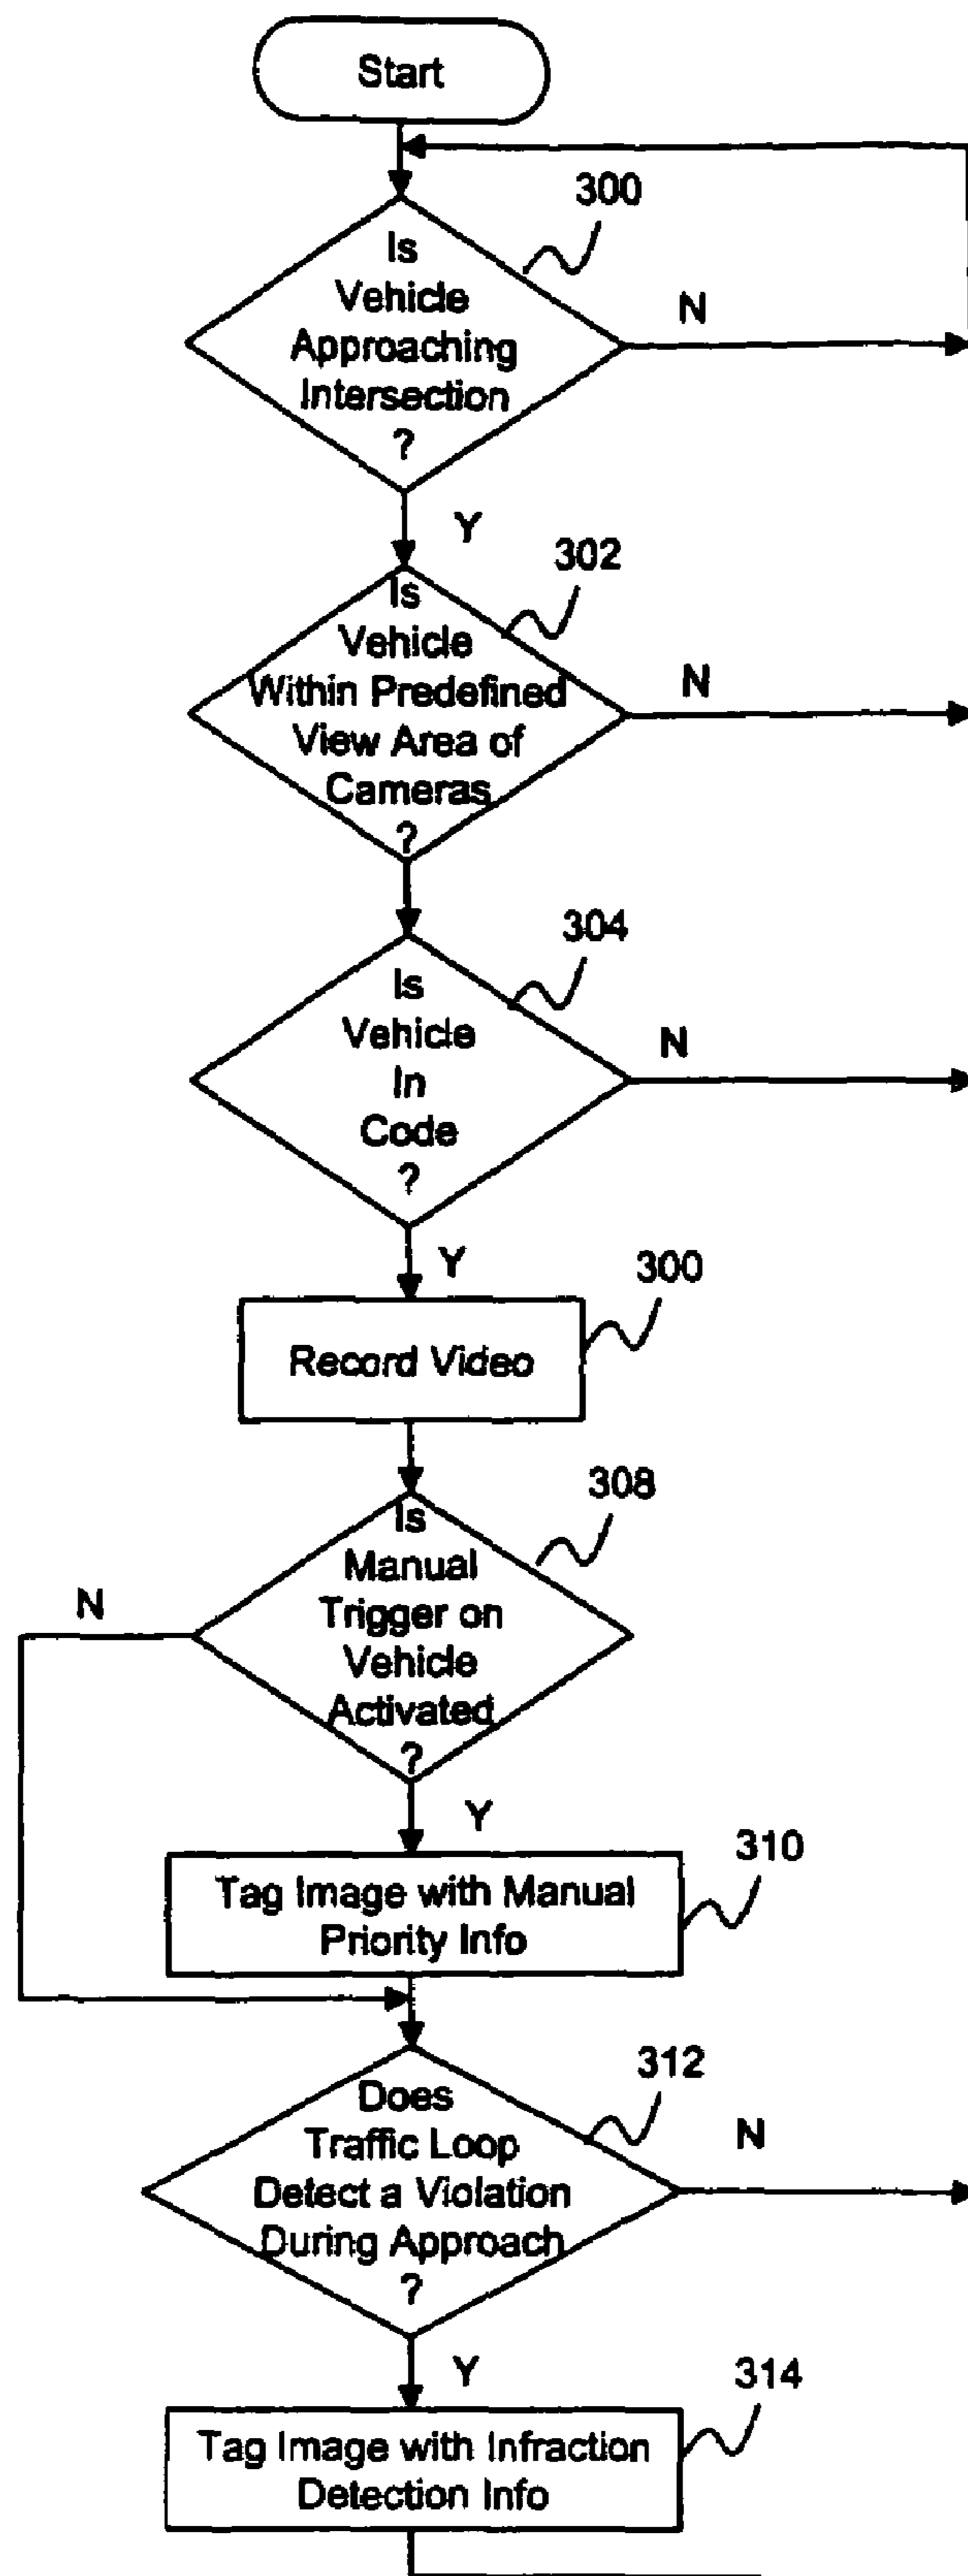 Start
300
Is
Vehicle
Approaching
Intersection
?
N
Y
302
Is
Vehicle
Within Predefined
View Area of
Cameras
?
N
304
Is
Vehicle
In
Code
?
N
Y
300
Record Video
308
Is
Manual
Trigger on
Vehicle
Activated
?
N
Y
310
Tag Image with Manual
Priority Info
312
Does
Traffic Loop
Detect a Violation
During Approach
?
N
Y
314
Tag Image with Infraction
Detection Info